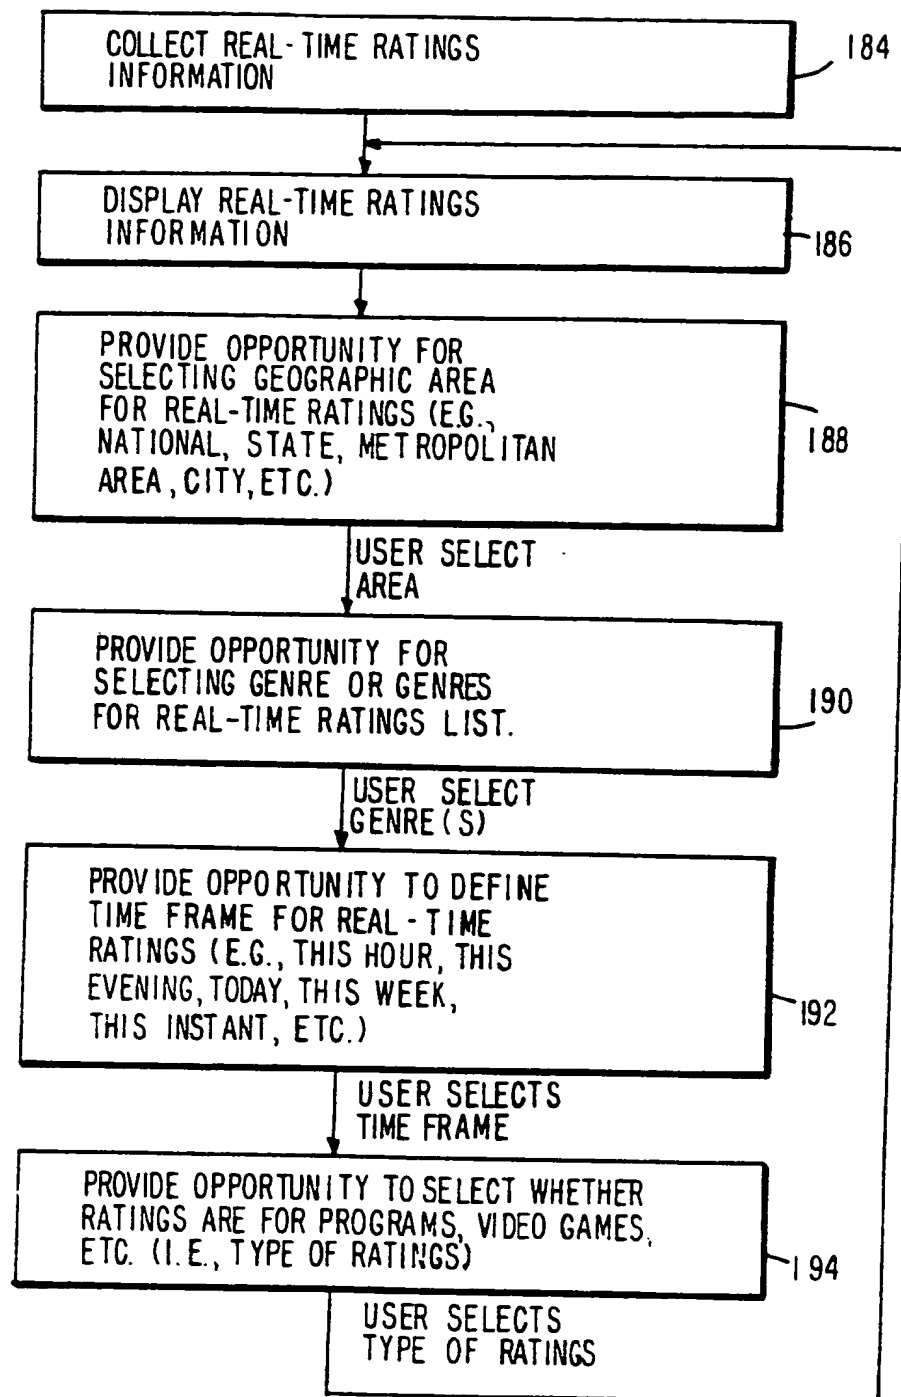 COLLECT REAL-TIME RATINGS
INFORMATION
184
DISPLAY REAL-TIME RATINGS
INFORMATION
186
PROVIDE OPPORTUNITY FOR
SELECTING GEOGRAPHIC AREA
FOR REAL-TIME RATINGS (E.G.,
NATIONAL, STATE, METROPOLITAN
AREA, CITY, ETC.)
188
USER SELECT
AREA
PROVIDE OPPORTUNITY FOR
SELECTING GENRE OR GENRES
FOR REAL-TIME RATINGS LIST.
190
USER SELECT
GENRE(S)
PROVIDE OPPORTUNITY TO DEFINE
TIME FRAME FOR REAL-TIME
RATINGS (E.G., THIS HOUR, THIS
EVENING, TODAY, THIS WEEK,
THIS INSTANT, ETC.)
192
USER SELECTS
TIME FRAME
PROVIDE OPPORTUNITY TO SELECT WHETHER
RATINGS ARE FOR PROGRAMS, VIDEO GAMES,
ETC. (I.E., TYPE OF RATINGS)
194
USER SELECTS
TYPE OF RATINGS